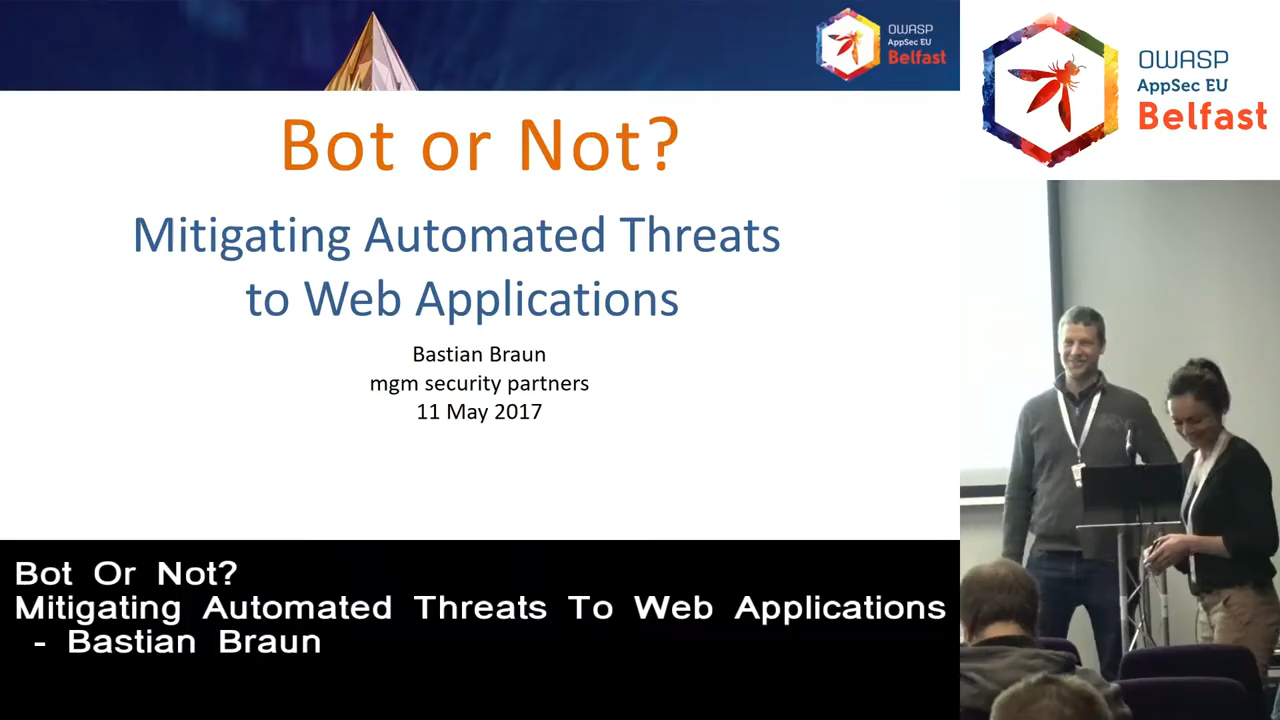 OWASP
AppSec EU
Belfast
OWASP
AppSec EU
Belfast
Bot or Not?
Mitigating Automated Threats
to Web Applications
Bastian Braun
mgm security partners
11 May 2017
Bot Or Not?
Mitigating Automated Threats To Web Applications
- Bastian Braun